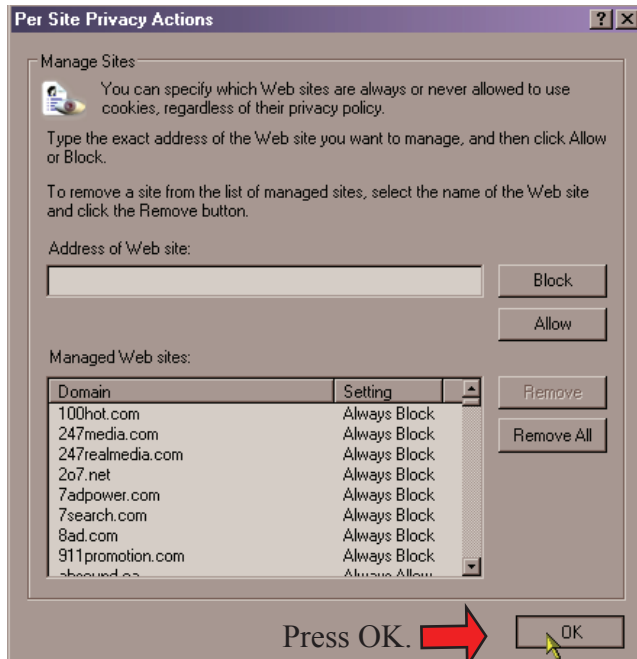 Per Site Privacy Actions
Manage Sites
You can specify which Web sites are always or never allowed to use
cookies, regardless of their privacy policy.
Type the exact address of the Web site you want to manage, and then click Allow
or Block.
To remove a site from the list of managed sites, select the name of the Web site
and click the Remove button.
Address of Web site:
Block
Allow
Managed Web sites:
Domain Setting
Remove
100hot.com Always Block
247media.com Always Block
Remove All
247realmedia.com Always Block
2o7.net Always Block
7adpower.com Always Block
7search.com Always Block
8ad.com Always Block
911promotion.com Always Block
Always Allow
Press OK.
OK